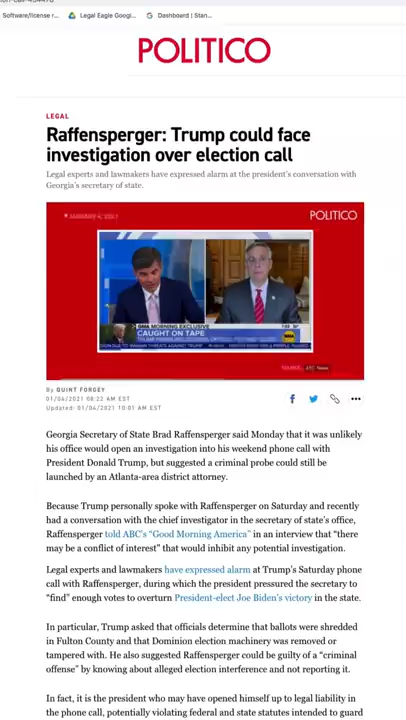 Software/license r...
Legal Eagle Googl...
Dashboard | Stan...
POLITICO
LEGAL
Raffensperger: Trump could face
investigation over election call
Legal experts and lawmakers have expressed alarm at the president's conversation with
Georgia's secretary of state.
JANUARY 4, 2021
POLITICO
GMA MORNING EXCLUSIVE
CAUGHT ON TAPE
ABC News
By QUINT FORGEY
01/04/2021 08:22 AM EST
Updated: 01/04/2021 10:01 AM EST
Georgia Secretary of State Brad Raffensperger said Monday that it was unlikely
his office would open an investigation into his weekend phone call with
President Donald Trump, but suggested a criminal probe could still be
launched by an Atlanta-area district attorney.
Because Trump personally spoke with Raffensperger on Saturday and recently
had a conversation with the chief investigator in the secretary of state's office,
Raffensperger told ABC's “Good Morning America” in an interview that “there
may be a conflict of interest” that would inhibit any potential investigation.
Legal experts and lawmakers have expressed alarm at Trump's Saturday phone
call with Raffensperger, during which the president pressured the secretary to
“find” enough votes to overturn President-elect Joe Biden's victory in the state.
In particular, Trump asked that officials determine that ballots were shredded
in Fulton County and that Dominion election machinery was removed or
tampered with. He also suggested Raffensperger could be guilty of a “criminal
offense” by knowing about alleged election interference and not reporting it.
In fact, it is the president who may have opened himself up to legal liability in
the phone call, potentially violating federal and state statutes intended to guard